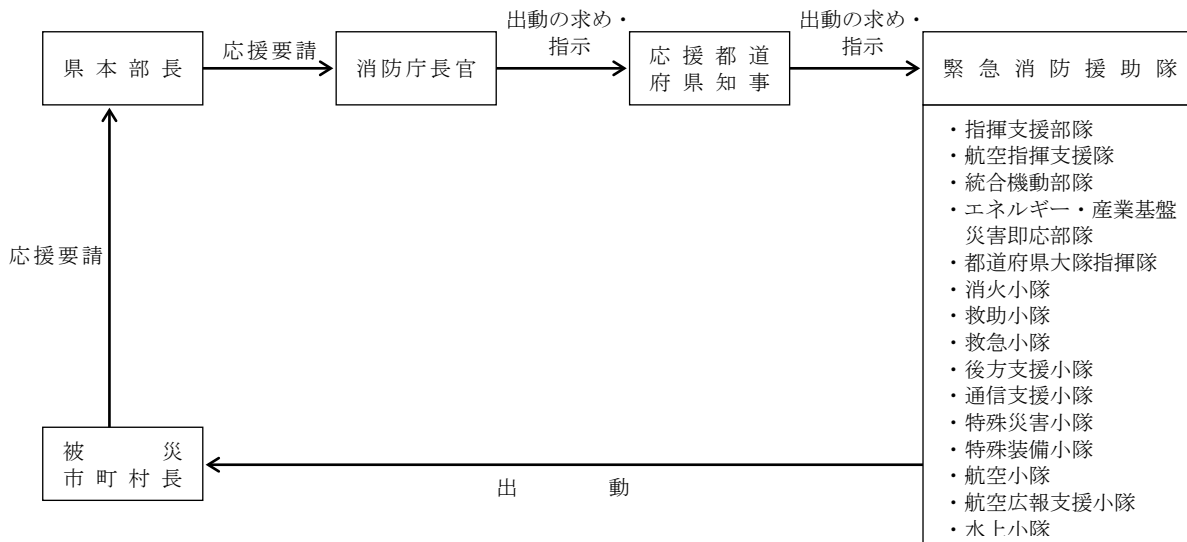 出動の求め・
指示
出動の求め・
指示
応援要請
県本部長
消防庁長官
応援都道
府県知事
緊急消防援助隊
・指揮支援部隊
・航空指揮支援隊
・統合機動部隊
・エネルギー・産業基盤
災害即応部隊
・都道府県大隊指揮隊
・消火小隊
・救助小隊
・救急小隊
・後方支援小隊
・通信支援小隊
・特殊災害小隊
・特殊装備小隊
・航空小隊
・航空広報支援小隊
・水上小隊
応援要請
被災
市町村長
出動